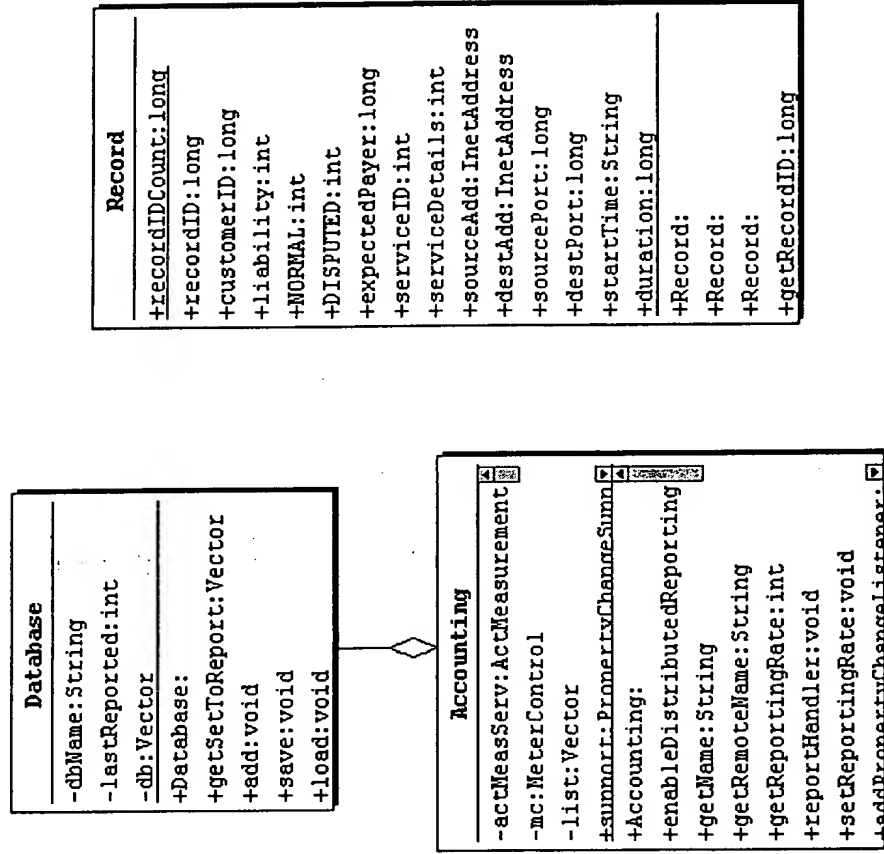 Database
-dbName:String
-lastReported:int
-db:Vector
+Database:
+getSetToReport:Vector
+add:void
+save:void
+load:void
Accounting
-actMeasServ:ActMeasurement
-mc:MeterControl
-list:Vector
+support:PropertyChangeSupp
+Accounting:
+enableDistributedReporting
+getName:String
+getRemoteName:String
+getReportingRate:int
+reportHandler:void
+setReportingRate:void
+addPropertyChangeListener:
Record
+recordIDCount:long
+recordID:long
+customerID:long
+liability:int
+NORMAL:int
+DISPUTED:int
+expectedPayer:long
+serviceID:int
+serviceDetails:int
+sourceAdd:InetAddress
+destAdd:InetAddress
+sourcePort:long
+destPort:long
+startTime:String
+duration:long
+Record:
+Record:
+Record:
+getRecordID:long